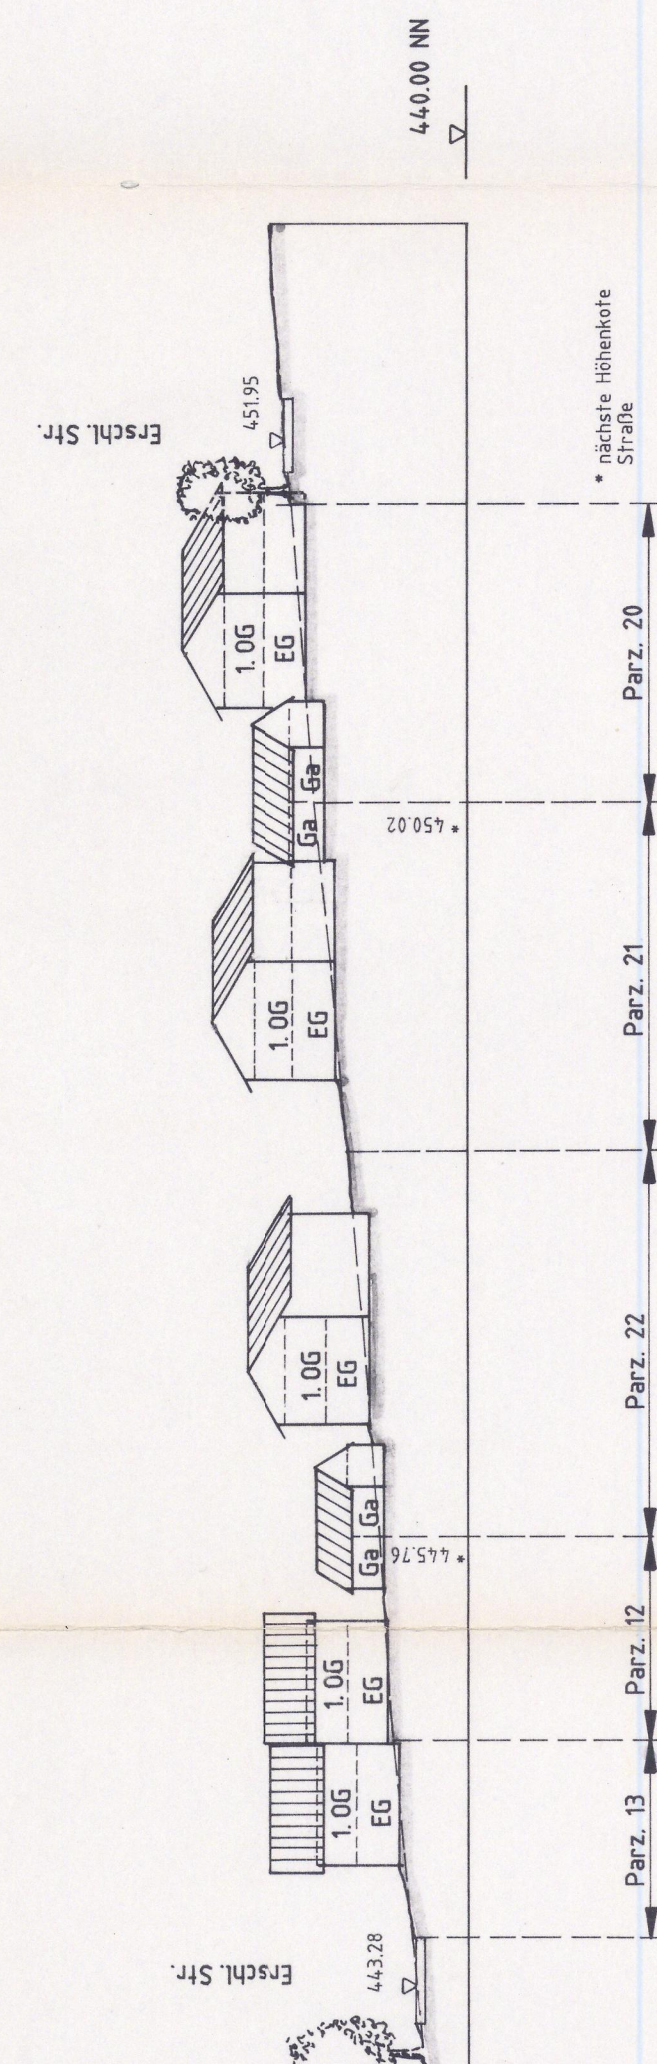 440.00 NN
* nächste Höhenkote
Straße
Erschl. Str.
451.95
1. OG
EG
Parz. 20
Ga
Ga
* 450.02
1. OG
EG
Parz. 21
1. OG
EG
Parz. 22
Ga
Ga
* 445.76
1. OG
EG
Parz. 12
1. OG
EG
Parz. 13
Erschl. Str.
443.28